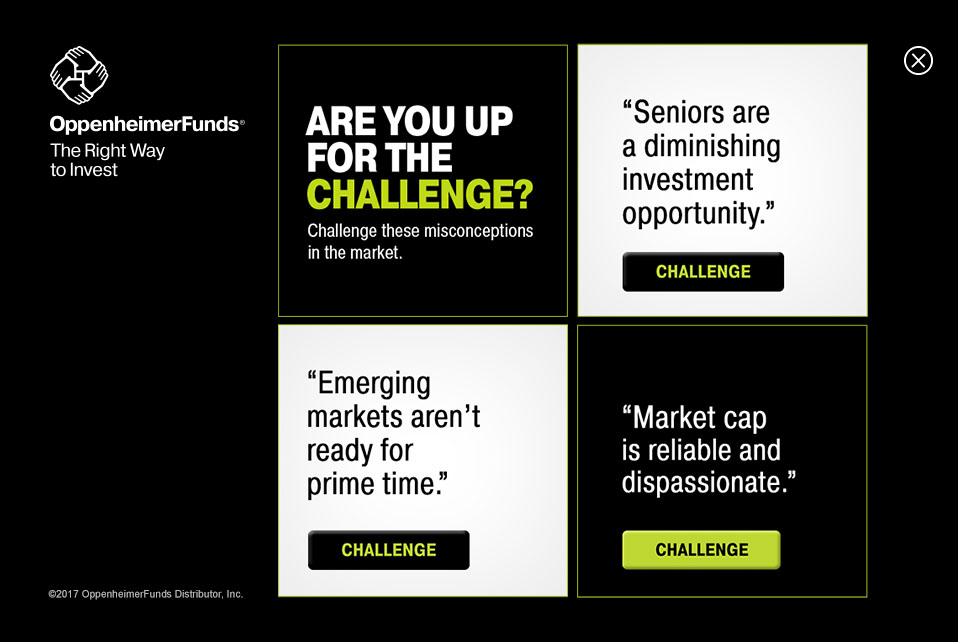 OppenheimerFunds®
The Right Way
to Invest
ARE YOU UP
FOR THE
CHALLENGE?
Challenge these misconceptions
in the market.
“Seniors are
a diminishing
investment
opportunity.”
CHALLENGE
“Emerging
markets aren’t
ready for
prime time.”
CHALLENGE
“Market cap
is reliable and
dispassionate.”
CHALLENGE
©2017 OppenheimerFunds Distributor, Inc.